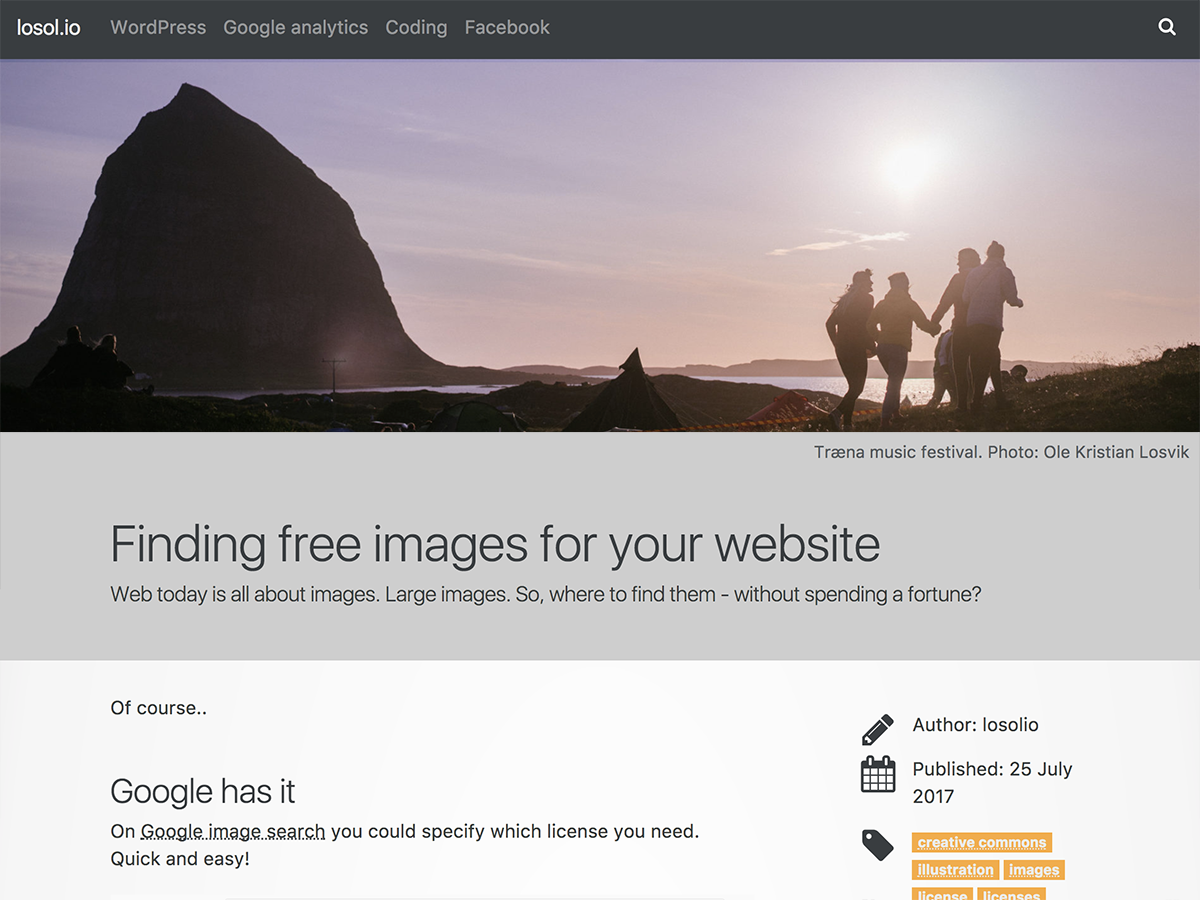 losol.io WordPress Google analytics Coding Facebook
Træna music festival. Photo: Ole Kristian Losvik
Finding free images for your website
Web today is all about images. Large images. So, where to find them - without spending a fortune?
Of course..
Google has it
On Google image search you could specify which license you need.
Quick and easy!
Author: losolio
Published: 25 July
2017
creative commons
illustration images
license licenses